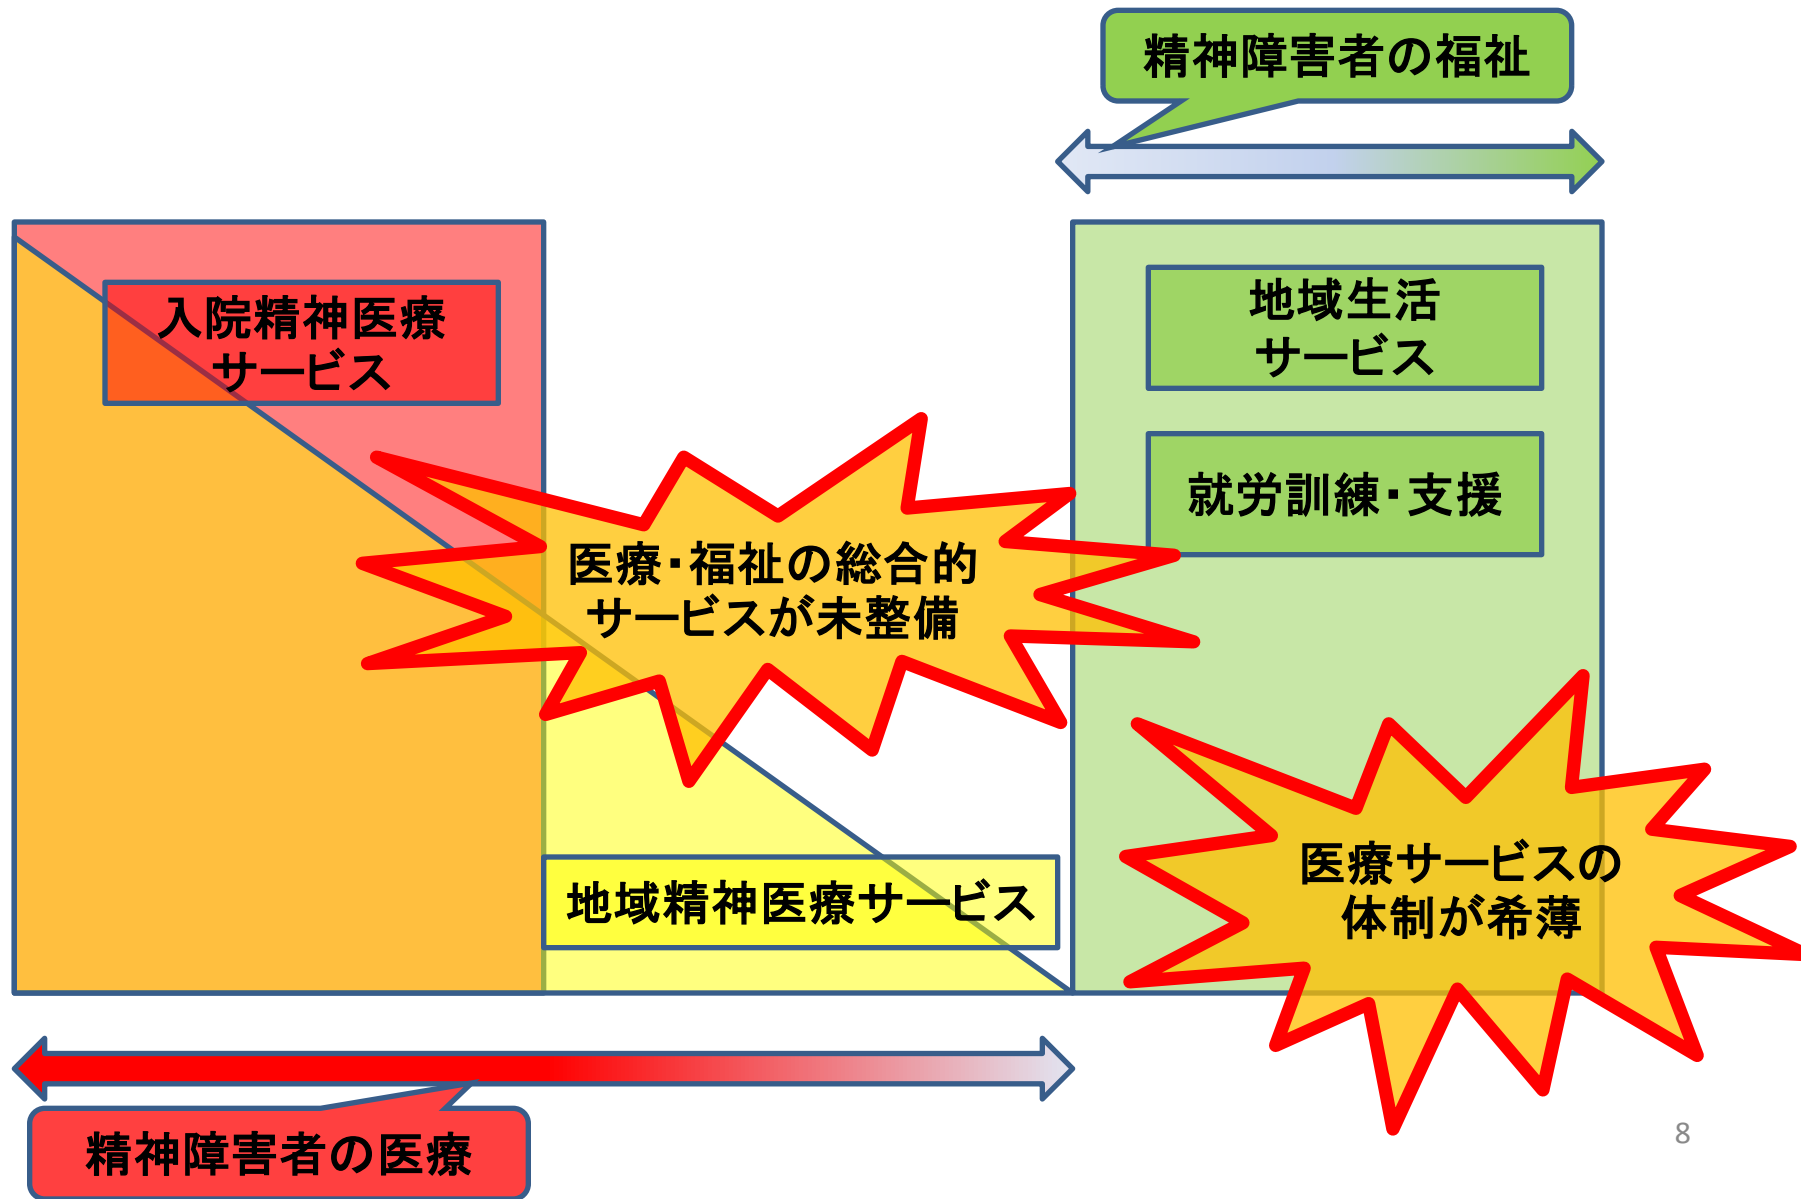 精神障害者の福祉
入院精神医療
サービス
地域生活
サービス
就労訓練・支援
医療・福祉の総合的
サービスが未整備
地域精神医療サービス
医療サービスの
体制が希薄
精神障害者の医療
8